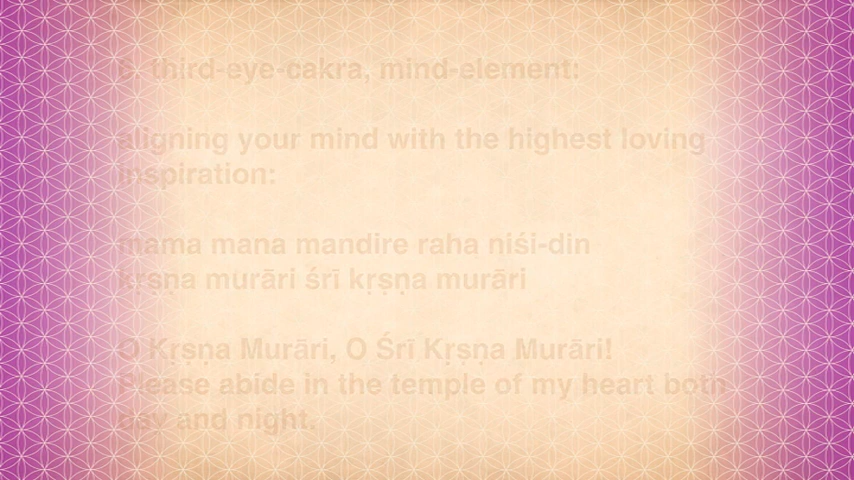 6. third-eye-cakra, mind-element:
aligning your mind with the highest loving
inspiration:
mama mana mandire raha niśi-din
kṛṣṇa murāri śrī kṛṣṇa murāri
O Kṛṣṇa Murāri, O Śrī Kṛṣṇa Murāri!
Please abide in the temple of my heart both
day and night.